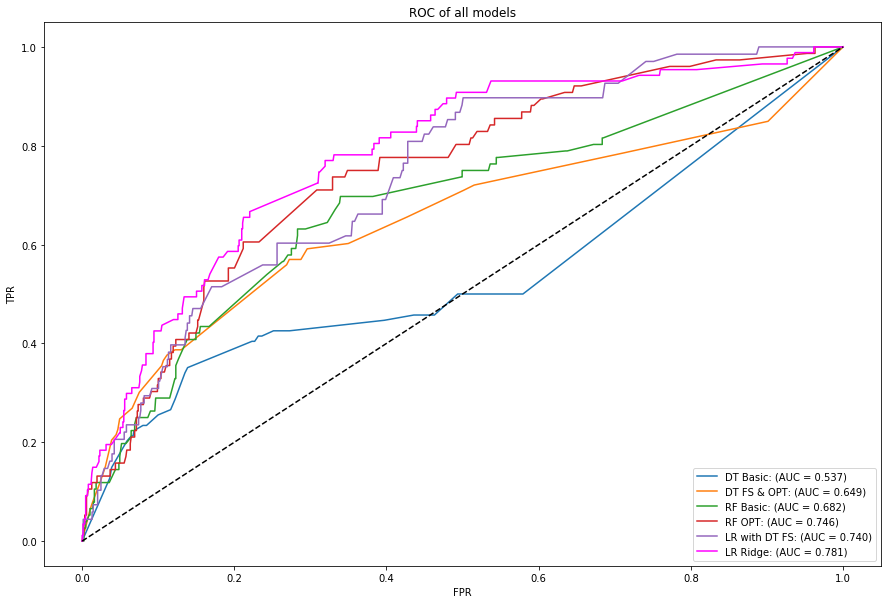 ROC of all models
TPR
1.0
0.8
0.6
0.4
0.2
0.0
DT Basic: (AUC = 0.537)
DT FS & OPT: (AUC = 0.649)
RF Basic: (AUC = 0.682)
RF OPT: (AUC = 0.746)
LR with DT FS: (AUC = 0.740)
LR Ridge: (AUC = 0.781)
0.0 0.2 0.4 0.6 0.8 1.0
FPR